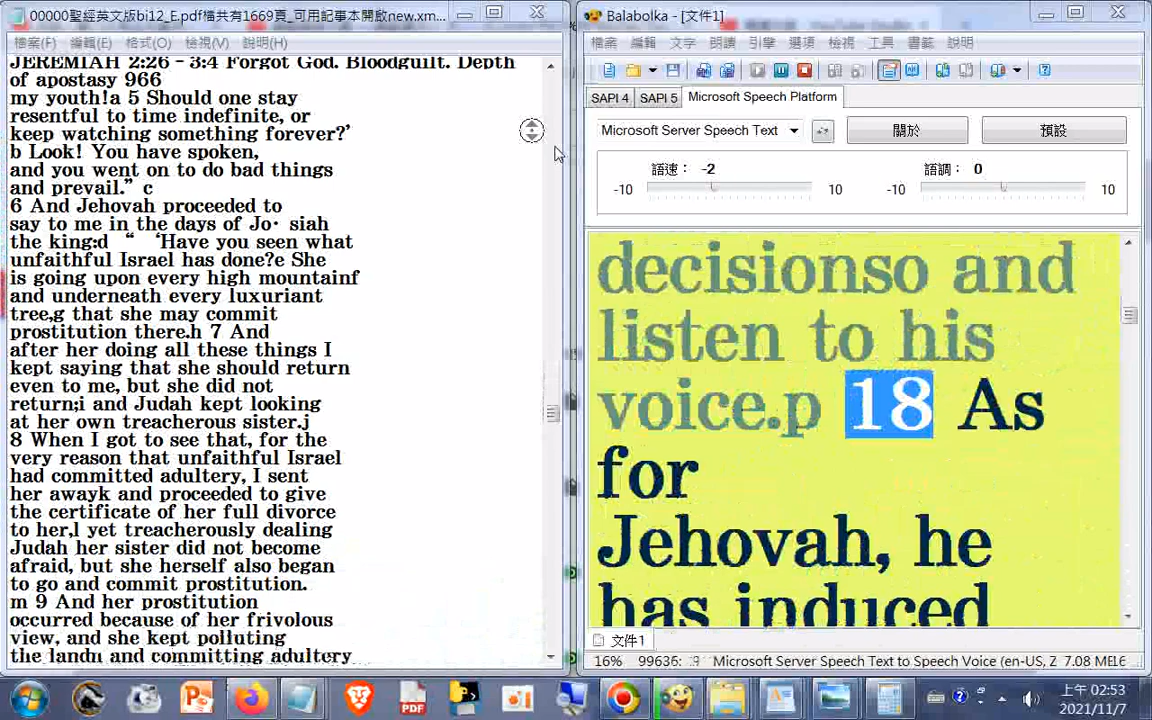 00000聖經英文版bi12_E.pdf檔共有1669頁_可用記事本開啟new.xm...
檔案(F) 編輯(E) 格式(O) 檢視(V) 說明(H)
JEREMIAH 2:26 – 3:4 Forgot God. Bloodguilt. Depth
of apostasy 966
my youth!a 5 Should one stay
resentful to time indefinite, or
keep watching something forever?’
b Look! You have spoken,
and you went on to do bad things
and prevail.” c
6 And Jehovah proceeded to
say to me in the days of Jo· siah
the king:d “ ‘Have you seen what
unfaithful Israel has done?e She
is going upon every high mountainf
and underneath every luxuriant
tree,g that she may commit
prostitution there.h 7 And
after her doing all these things I
kept saying that she should return
even to me, but she did not
return;i and Judah kept looking
at her own treacherous sister.j
8 When I got to see that, for the
very reason that unfaithful Israel
had committed adultery, I sent
her awayk and proceeded to give
the certificate of her full divorce
to her,l yet treacherously dealing
Judah her sister did not become
afraid, but she herself also began
to go and commit prostitution.
m 9 And her prostitution
occurred because of her frivolous
view, and she kept polluting
the landn and committing adultery
Balabolka - [文件1]
檔案 編輯 文字 朗讀 引擎 選項 檢視 工具 書籤 說明
SAPI 4 SAPI 5 Microsoft Speech Platform
Microsoft Server Speech Text 關於 預設
語速： -2 語調： 0
-10 10 -10 10
decisionso and
listen to his
voice.p 18 As
for
Jehovah, he
has induced
文件1
16% 99635: Microsoft Server Speech Text to Speech Voice (en-US, Z 7.08 ME
上午 02:53
2021/11/7